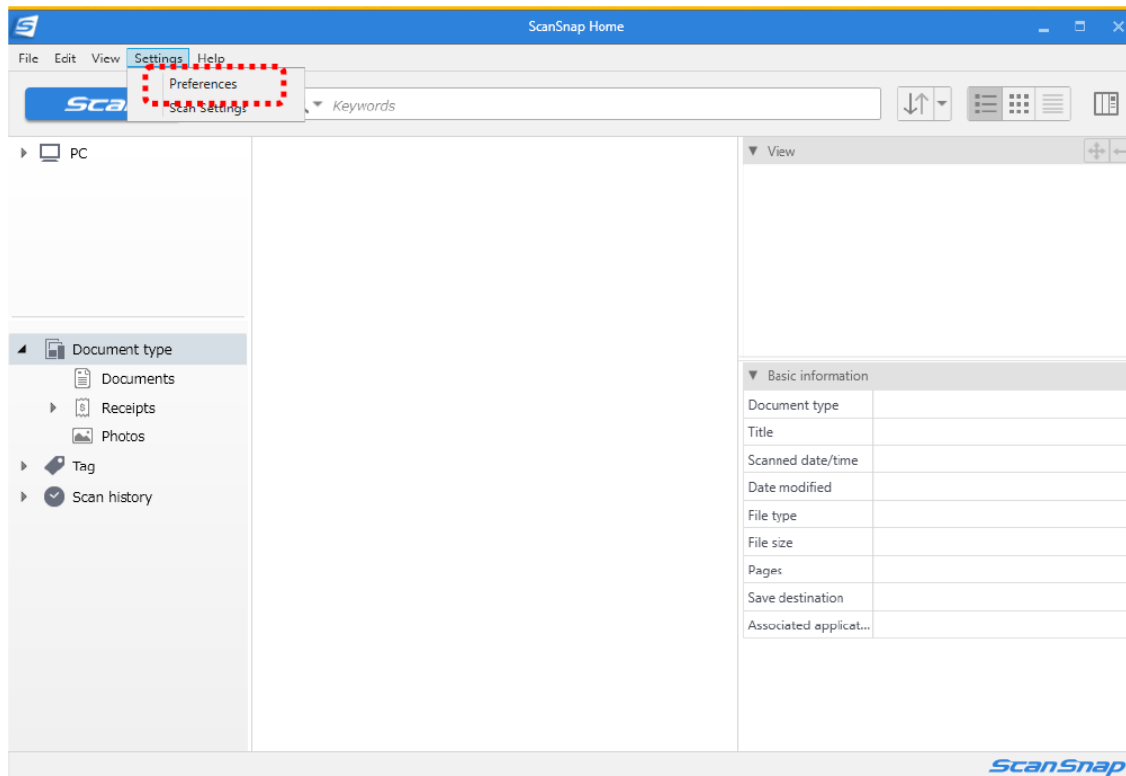 ScanSnap Home
File Edit View Settings Help
Preferences
Scan Settings
Keywords
PC
View
Document type
Documents
Receipts
Photos
Tag
Scan history
Basic information
Document type
Title
Scanned date/time
Date modified
File type
File size
Pages
Save destination
Associated applicat...
ScanSnap